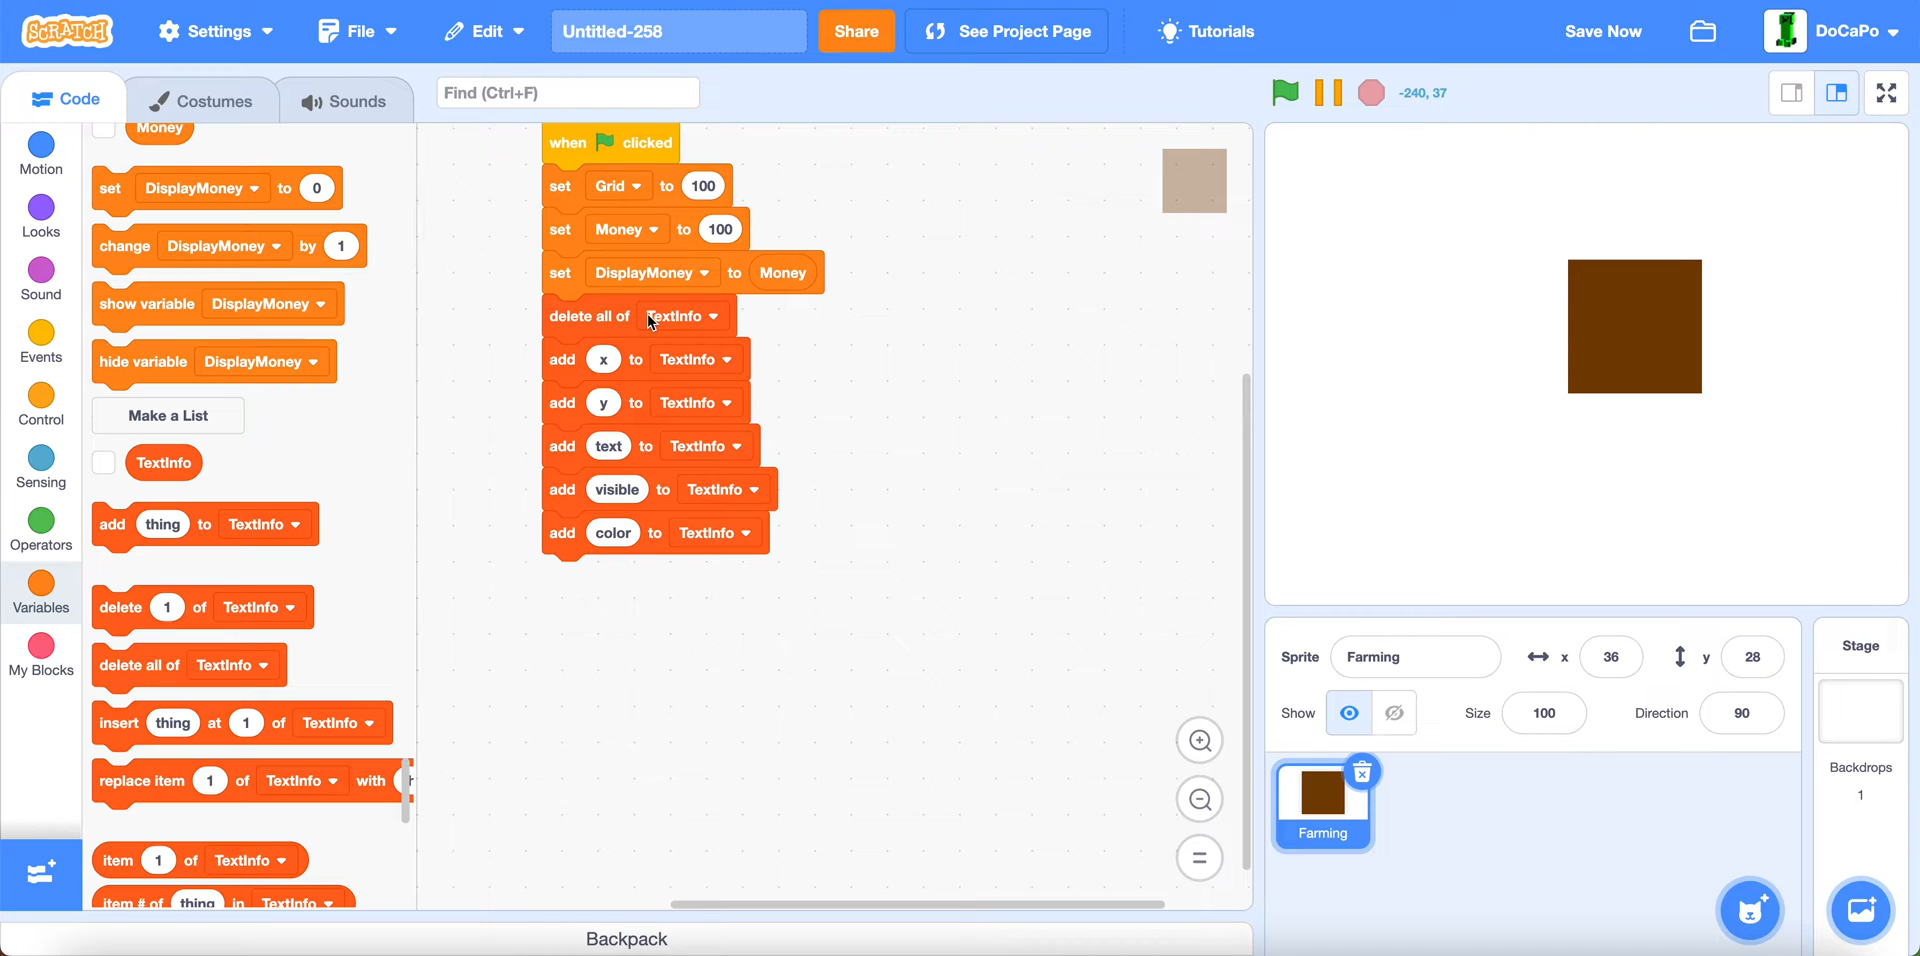 SCRATCH Settings File Edit Untitled-258 Share See Project Page Tutorials Save Now DoCaPo
Code Costumes Sounds Find (Ctrl+F) -240, 37
Motion
Looks
Sound
Events
Control
Sensing
Operators
Variables
My Blocks
Money
set DisplayMoney to 0
change DisplayMoney by 1
show variable DisplayMoney
hide variable DisplayMoney
Make a List
TextInfo
add thing to TextInfo
delete 1 of TextInfo
delete all of TextInfo
insert thing at 1 of TextInfo
replace item 1 of TextInfo with
item 1 of TextInfo
item # of thing in TextInfo
when clicked
set Grid to 100
set Money to 100
set DisplayMoney to Money
delete all of TextInfo
add x to TextInfo
add y to TextInfo
add text to TextInfo
add visible to TextInfo
add color to TextInfo
Backpack
Sprite Farming x 36 y 28
Show Size 100 Direction 90
Farming
Stage
Backdrops
1